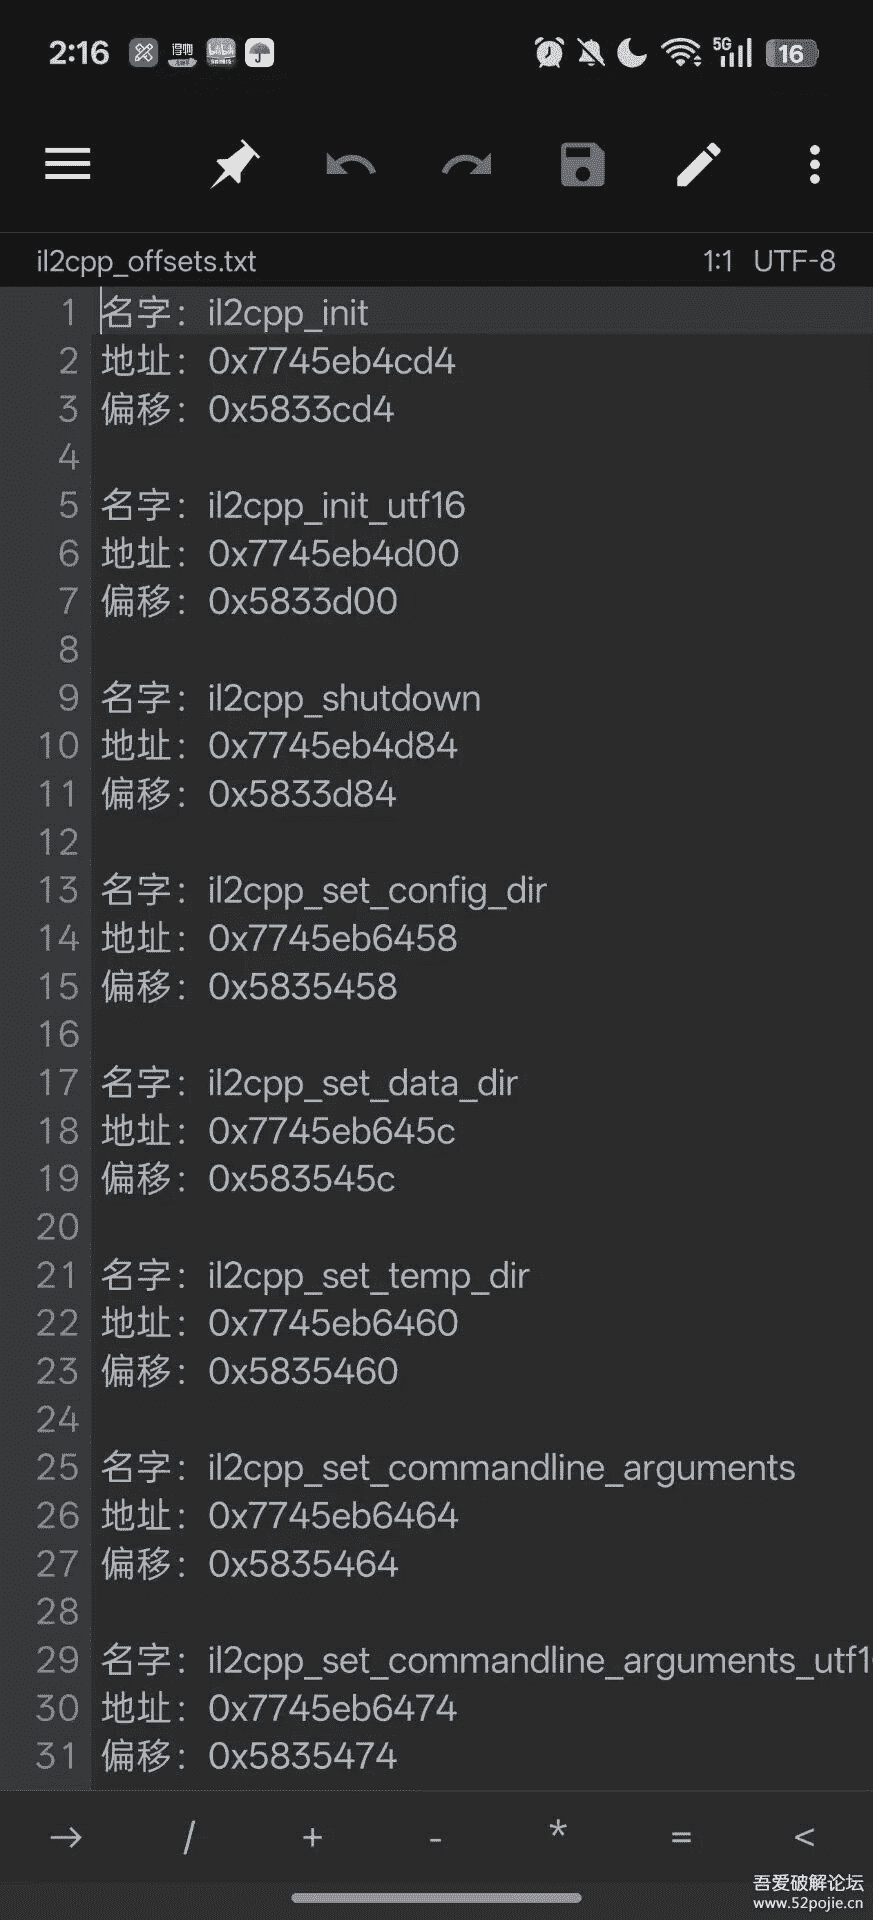 2:16 得物 5G 16
il2cpp_offsets.txt 1:1 UTF-8
1 名字：il2cpp_init
2 地址：0x7745eb4cd4
3 偏移：0x5833cd4
4
5 名字：il2cpp_init_utf16
6 地址：0x7745eb4d00
7 偏移：0x5833d00
8
9 名字：il2cpp_shutdown
10 地址：0x7745eb4d84
11 偏移：0x5833d84
12
13 名字：il2cpp_set_config_dir
14 地址：0x7745eb6458
15 偏移：0x5835458
16
17 名字：il2cpp_set_data_dir
18 地址：0x7745eb645c
19 偏移：0x583545c
20
21 名字：il2cpp_set_temp_dir
22 地址：0x7745eb6460
23 偏移：0x5835460
24
25 名字：il2cpp_set_commandline_arguments
26 地址：0x7745eb6464
27 偏移：0x5835464
28
29 名字：il2cpp_set_commandline_arguments_utf1
30 地址：0x7745eb6474
31 偏移：0x5835474
→ / + - * = <
吾爱破解论坛
www.52pojie.cn